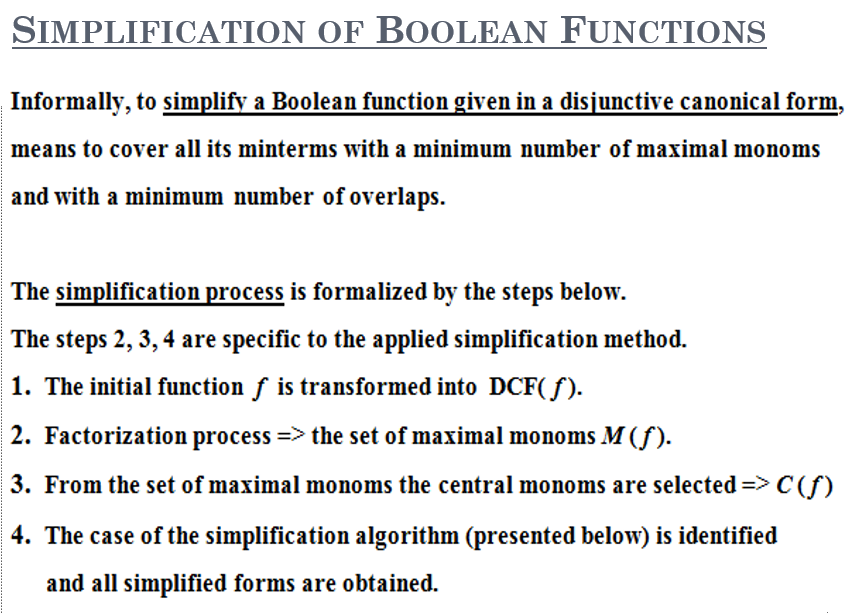 SIMPLIFICATION OF BOOLEAN FUNCTIONS
Informally, to simplify a Boolean function given in a disjunctive canonical form,
means to cover all its minterms with a minimum number of maximal monoms
and with a minimum number of overlaps.
The simplification process is formalized by the steps below.
The steps 2, 3, 4 are specific to the applied simplification method.
1. The initial function f is transformed into DCF(f).
2. Factorization process => the set of maximal monoms M(f).
3. From the set of maximal monoms the central monoms are selected => C(f)
4. The case of the simplification algorithm (presented below) is identified
and all simplified forms are obtained.